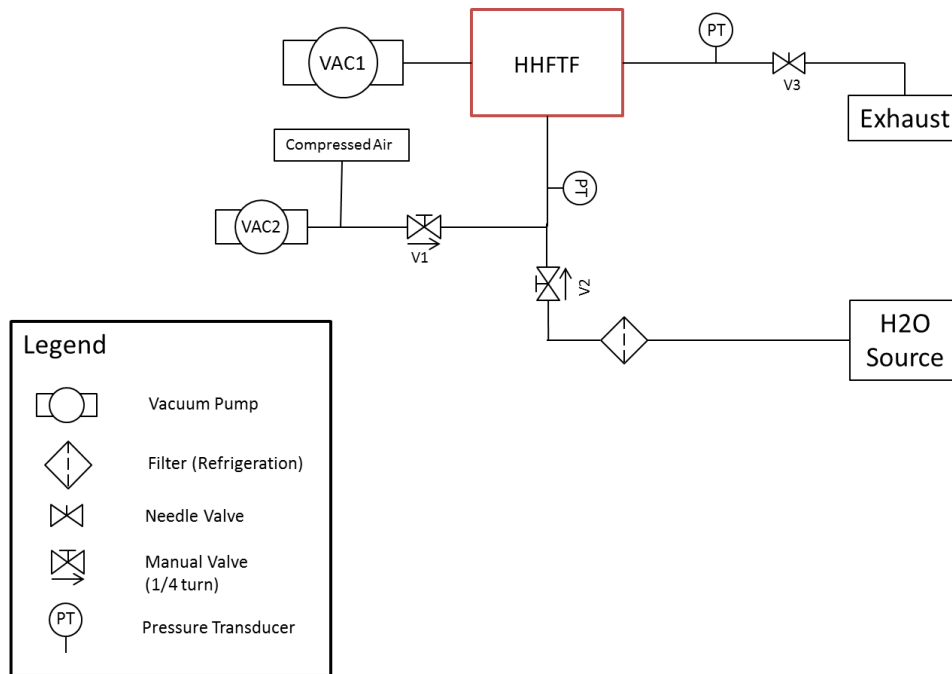 VAC1
HHFTF
PT
V3
Exhaust
Compressed Air
PT
VAC2
V1
V2
H2O
Source
Legend
Vacuum Pump
Filter (Refrigeration)
Needle Valve
Manual Valve
(1/4 turn)
PT
Pressure Transducer